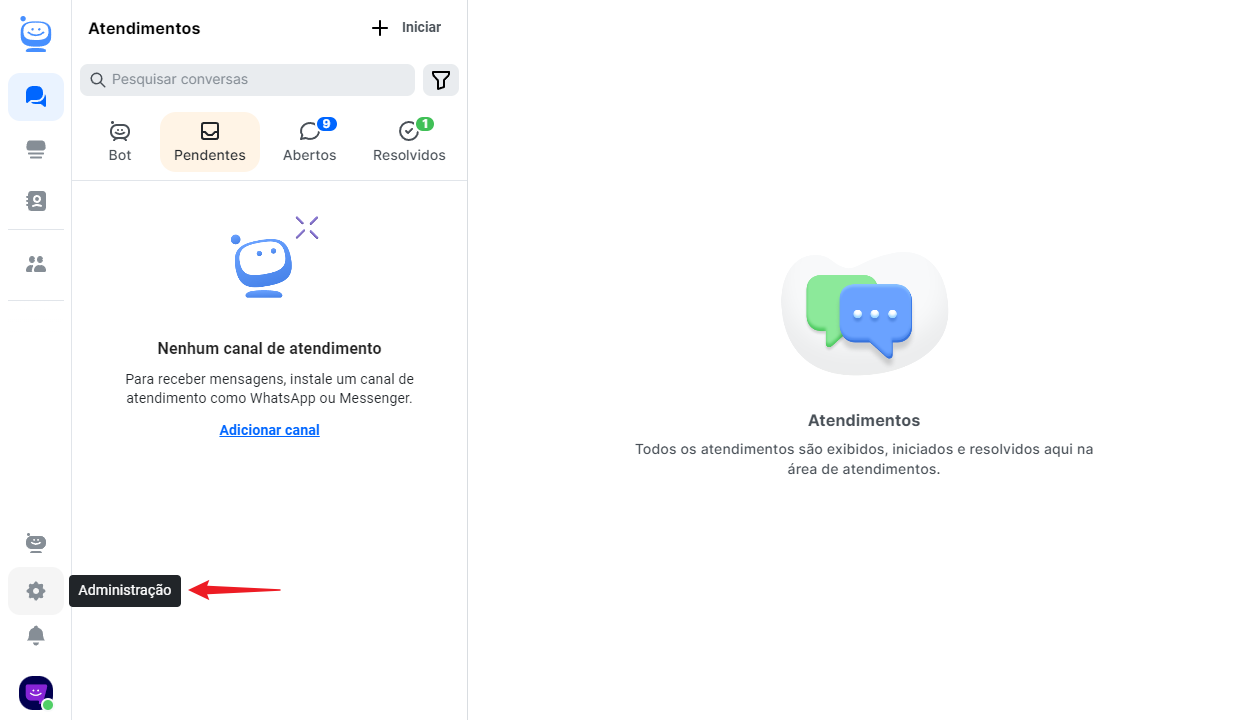 Atendimentos
Iniciar
Pesquisar conversas
9
1
Bot
Pendentes
Abertos
Resolvidos
Nenhum canal de atendimento
Para receber mensagens, instale um canal de
atendimento como WhatsApp ou Messenger.
Adicionar canal
Atendimentos
Todos os atendimentos são exibidos, iniciados e resolvidos aqui na
área de atendimentos.
Administração